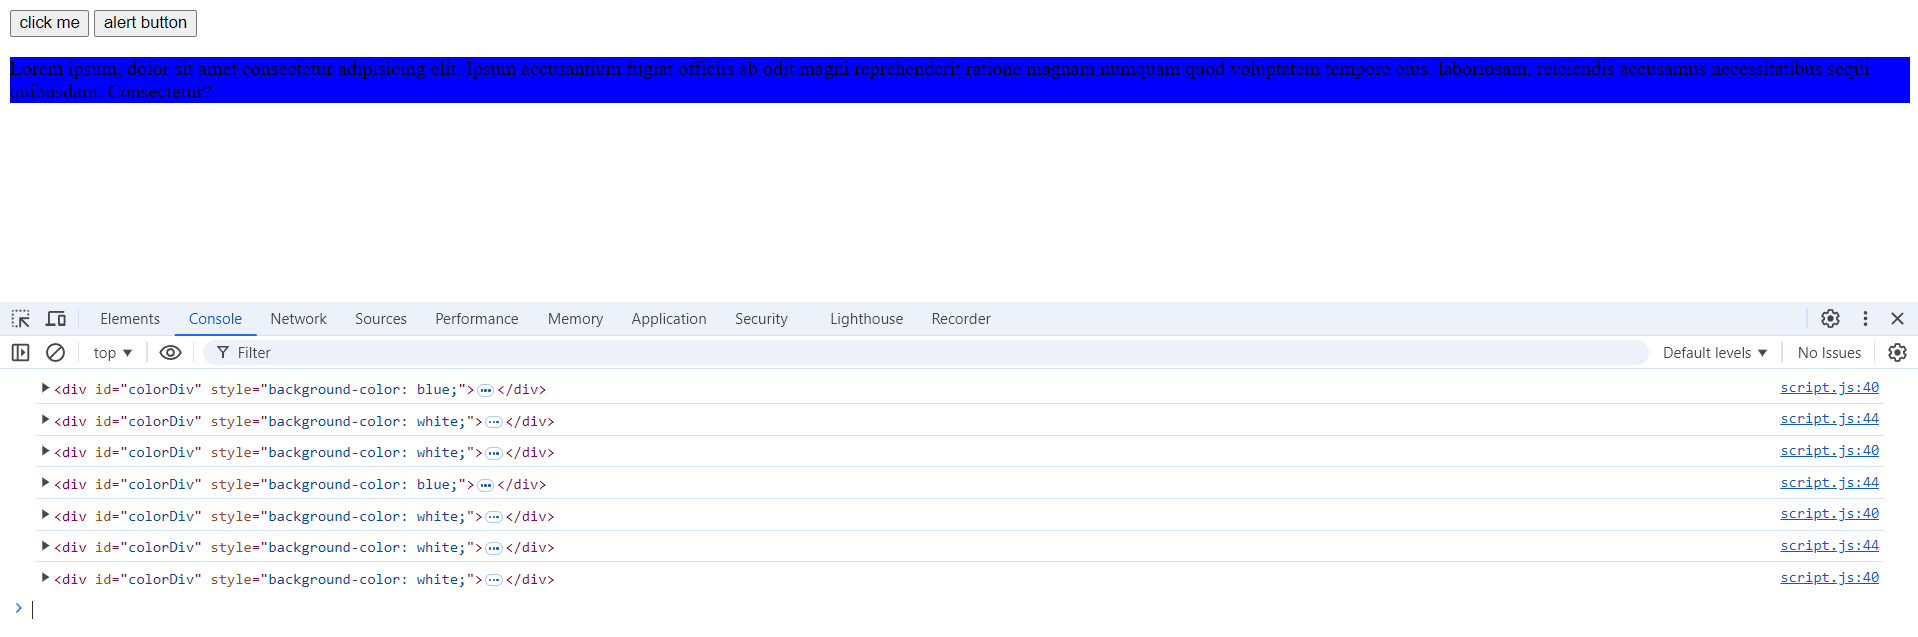 click me alert button
Lorem ipsum, dolor sit amet consectetur adipisicing elit. Ipsum accusantium fugiat officiis ab odit magni reprehenderit ratione magnam numquam quod voluptatem tempore eius, laboriosam, reiciendis accusamus necessitatibus sequi
quibusdam. Consectetur?
Elements Console Network Sources Performance Memory Application Security Lighthouse Recorder
top Filter Default levels No Issues
<div id="colorDiv" style="background-color: blue;">…</div> script.js:40
<div id="colorDiv" style="background-color: white;">…</div> script.js:44
<div id="colorDiv" style="background-color: white;">…</div> script.js:40
<div id="colorDiv" style="background-color: blue;">…</div> script.js:44
<div id="colorDiv" style="background-color: white;">…</div> script.js:40
<div id="colorDiv" style="background-color: white;">…</div> script.js:44
<div id="colorDiv" style="background-color: white;">…</div> script.js:40